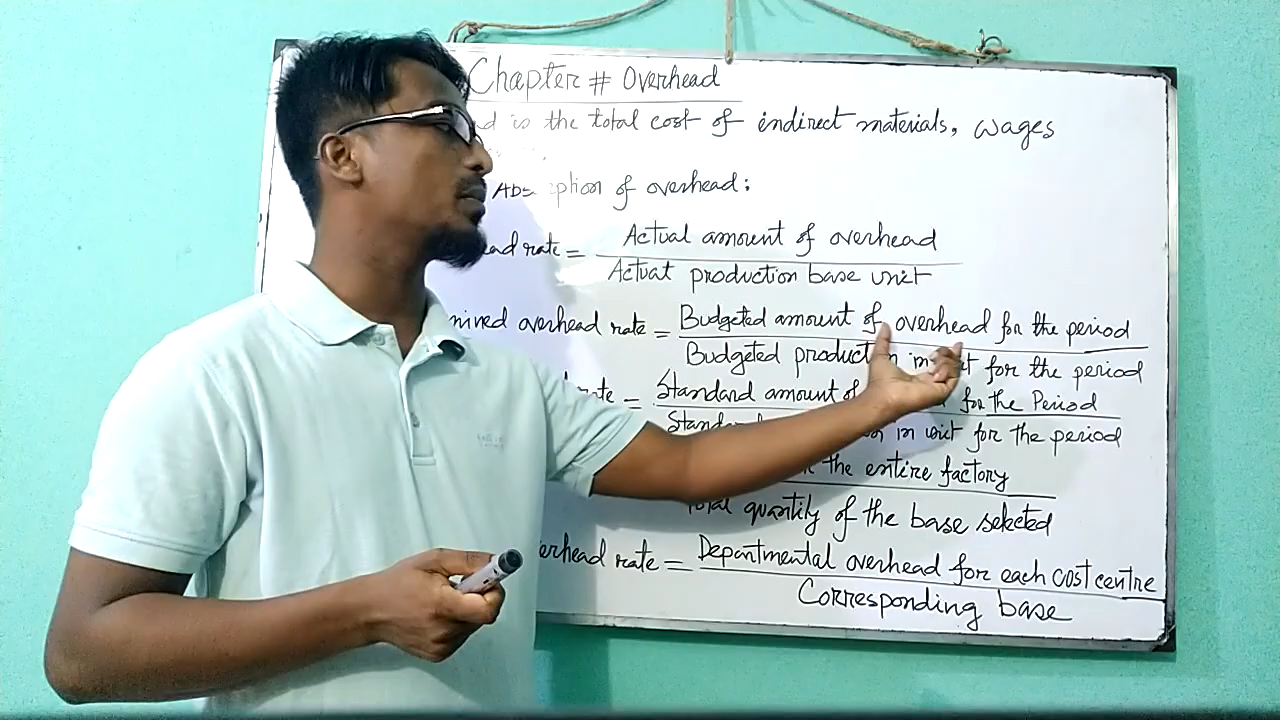 Chapter # Overhead
is the total cost of indirect materials, wages
Absorption of overhead:
rate = Actual amount of overhead
Actual production base unit
overhead rate = Budgeted amount of overhead for the period
Budgeted production in unit for the period
= Standard amount of for the Period
in unit for the period
the entire factory
quantity of the base selected
rate = Departmental overhead for each cost centre
Corresponding base